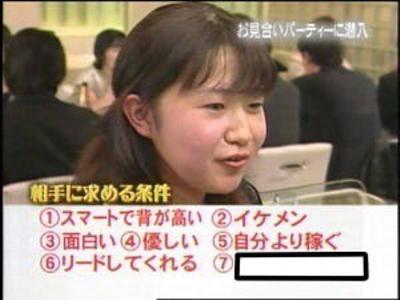 お見合いパーティーに潜入
相手に求める条件
①スマートで背が高い ②イケメン
③面白い ④優しい ⑤自分より稼ぐ
⑥リードしてくれる ⑦